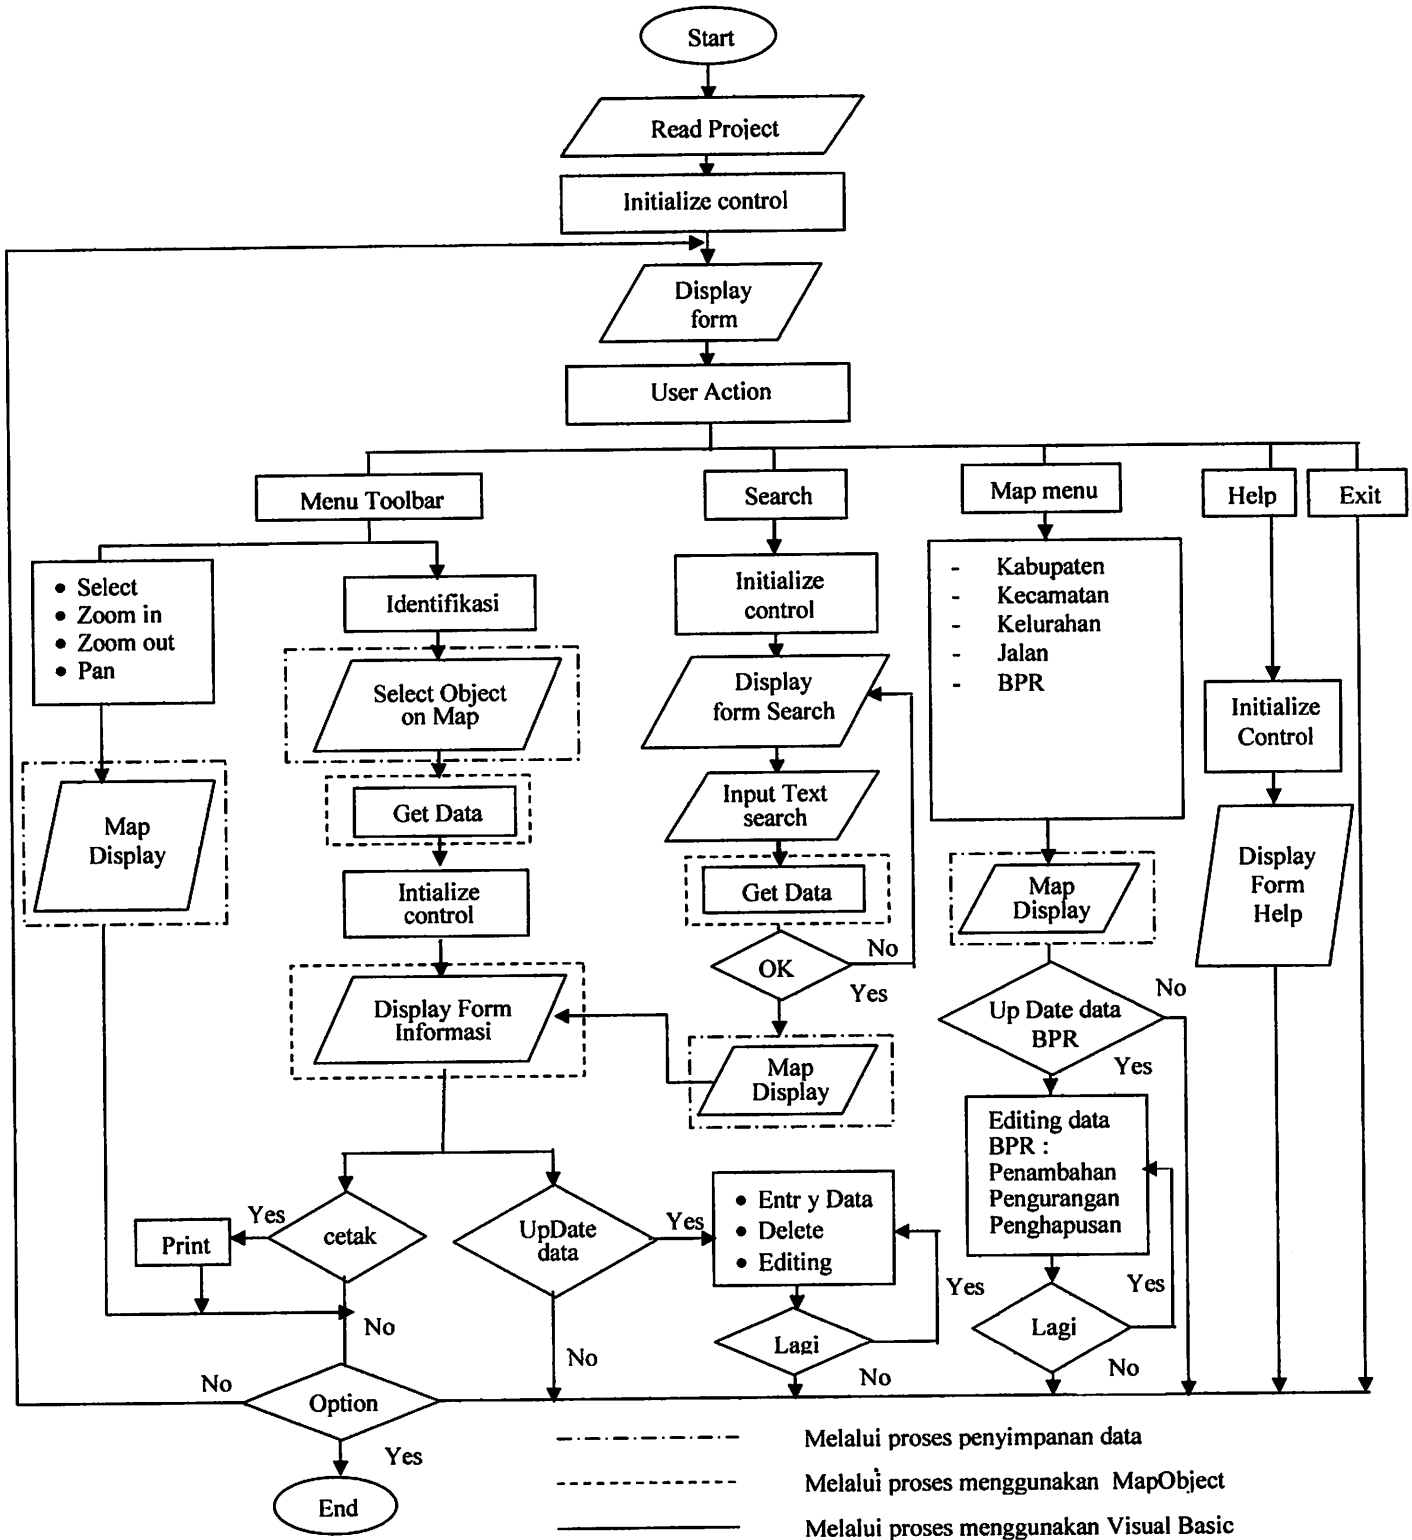 Start
Read Project
Initialize control
Display
form
User Action
Menu Toolbar
Search
Map menu
Help
Exit
• Select
• Zoom in
• Zoom out
• Pan
Map
Display
Identifikasi
Select Object
on Map
Get Data
Intialize
control
Display Form
Informasi
Initialize
control
Display
form Search
Input Text
search
Get Data
OK
No
Yes
Map
Display
- Kabupaten
- Kecamatan
- Kelurahan
- Jalan
- BPR
Map
Display
Up Date data
BPR
No
Yes
Editing data
BPR :
Penambahan
Pengurangan
Penghapusan
Yes
Lagi
No
Initialize
Control
Display
Form
Help
cetak
Yes
Print
No
UpDate
data
Yes
No
• Entr y Data
• Delete
• Editing
Yes
Lagi
No
Option
No
Yes
End
Melalui proses penyimpanan data
Melalui proses menggunakan MapObject
Melalui proses menggunakan Visual Basic